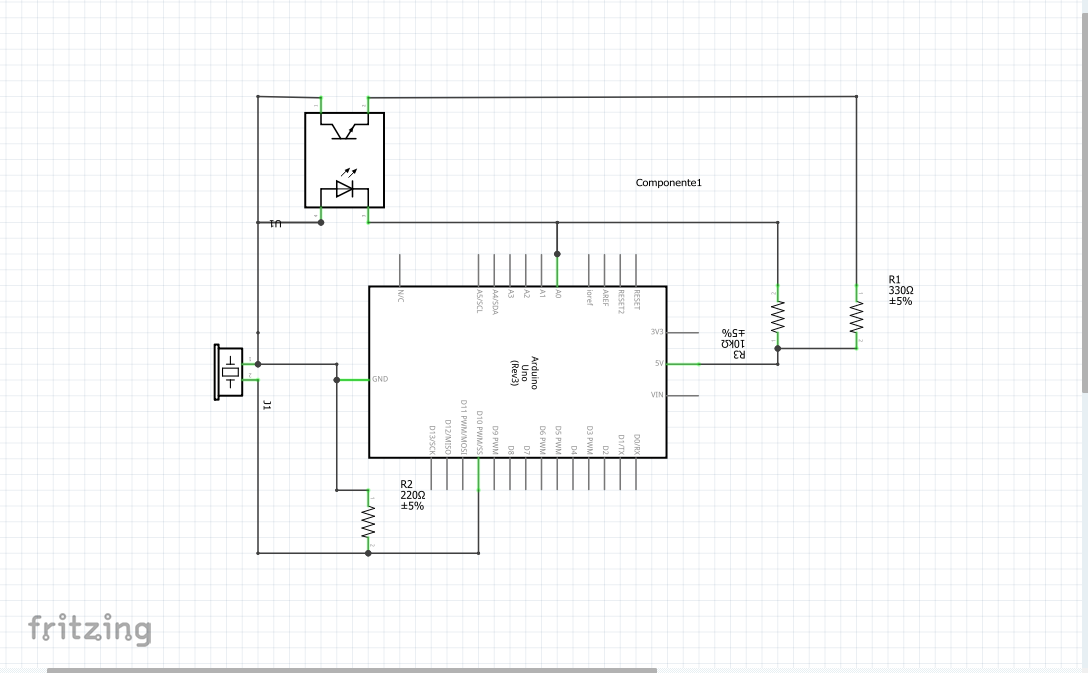 Componente1
U1
R1
330Ω
±5%
N/C
A5/SCL
A4/SDA
A3
A2
A1
A0
ioref
AREF
RESET2
RESET
R3
10kΩ
±5%
3V3
5V
VIN
Arduino
Uno
(Rev3)
GND
J1
D13/SCK
D12/MISO
D11 PWM/MOSI
D10 PWM/SS
D9 PWM
D8
D7
D6 PWM
D5 PWM
D4
D3 PWM
D2
D1/TX
D0/RX
R2
220Ω
±5%
fritzing